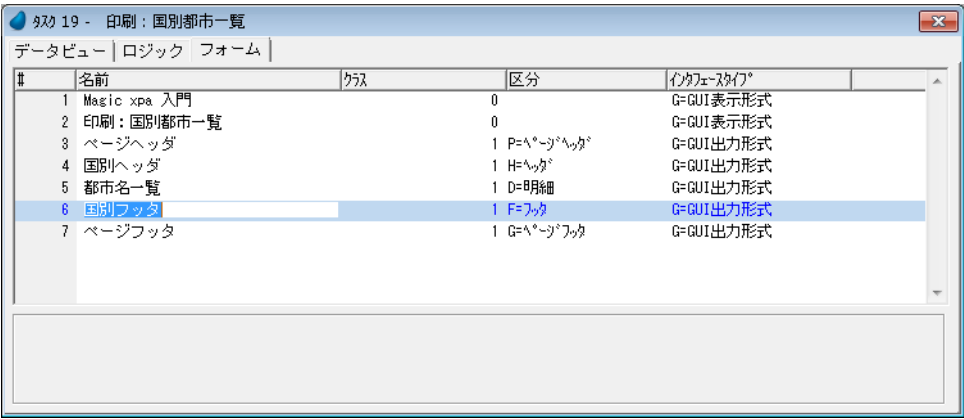 ﾀｽｸ 19 - 印刷：国別都市一覧
データビュー ロジック フォーム
# 名前 ｸﾗｽ 区分 ｲﾝﾀﾌｪｰｽﾀｲﾌﾟ
1 Magic xpa 入門 0 G=GUI表示形式
2 印刷：国別都市一覧 0 G=GUI表示形式
3 ページヘッダ 1 P=ﾍﾟｰｼﾞﾍｯﾀﾞ G=GUI出力形式
4 国別ヘッダ 1 H=ﾍｯﾀﾞ G=GUI出力形式
5 都市名一覧 1 D=明細 G=GUI出力形式
6 国別フッタ 1 F=ﾌｯﾀ G=GUI出力形式
7 ページフッタ 1 G=ﾍﾟｰｼﾞﾌｯﾀ G=GUI出力形式